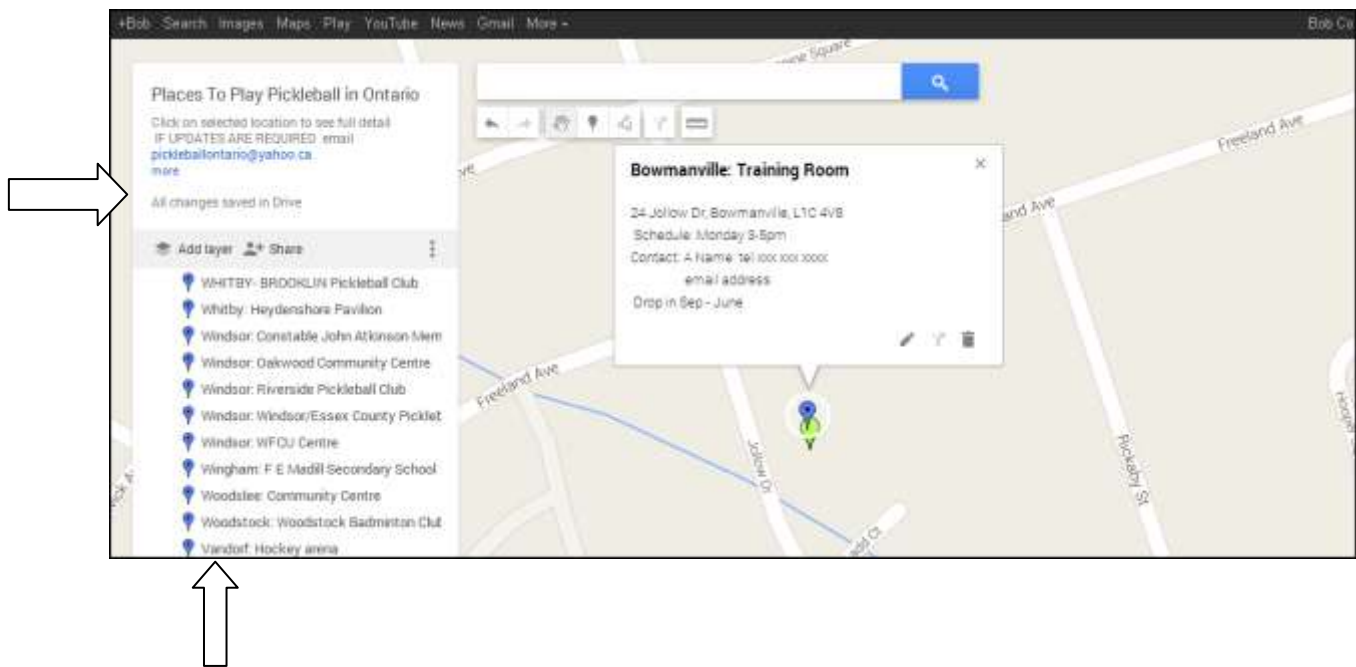 +Bob Search Images Maps Play YouTube News Gmail More
Bob Co
Places To Play Pickleball in Ontario
Click on selected location to see full detail
IF UPDATES ARE REQUIRED email
pickleballontario@yahoo.ca
more
All changes saved in Drive
Add layer Share
WHITBY- BROOKLIN Pickleball Club
Whitby: Heydenshore Pavilion
Windsor: Constable John Atkinson Mem
Windsor: Oakwood Community Centre
Windsor: Riverside Pickleball Club
Windsor: Windsor/Essex County Picklet
Windsor: WFCU Centre
Wingham: F E Madill Secondary School
Woodslee: Community Centre
Woodstock: Woodstock Badminton Clut
Vandorf: Hockey arena
Bowmanville: Training Room
24 Jollow Dr, Bowmanville, L1C 4V8
Schedule: Monday 3-5pm
Contact: A Name tel xxx xxx xxxx
email address
Drop in Sep - June
Square
Freeland Ave
and Ave
Freeland Ave
Jollow Dr
Rickaby St
Hooper